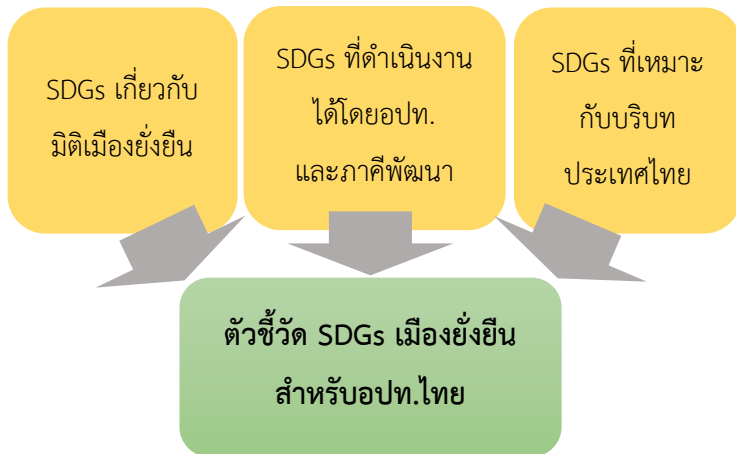 SDGs เกี่ยวกับ
มิติเมืองยั่งยืน
SDGs ที่ดำเนินงาน
ได้โดยอปท.
และภาคีพัฒนา
SDGs ที่เหมาะ
กับบริบท
ประเทศไทย
ตัวชี้วัด SDGs เมืองยั่งยืน
สำหรับอปท.ไทย